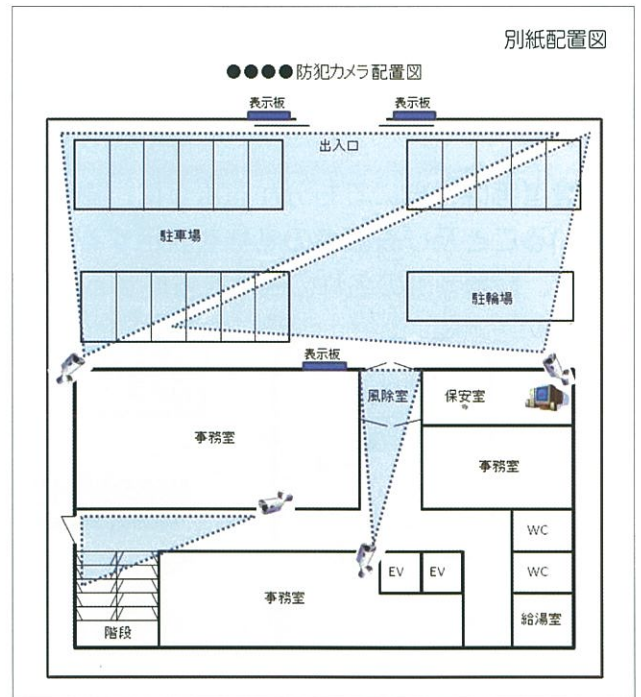 別紙配置図
●●●●防犯カメラ配置図
表示板
表示板
出入口
駐車場
駐輪場
表示板
風除室
保安室
事務室
事務室
WC
EV
EV
WC
事務室
給湯室
階段